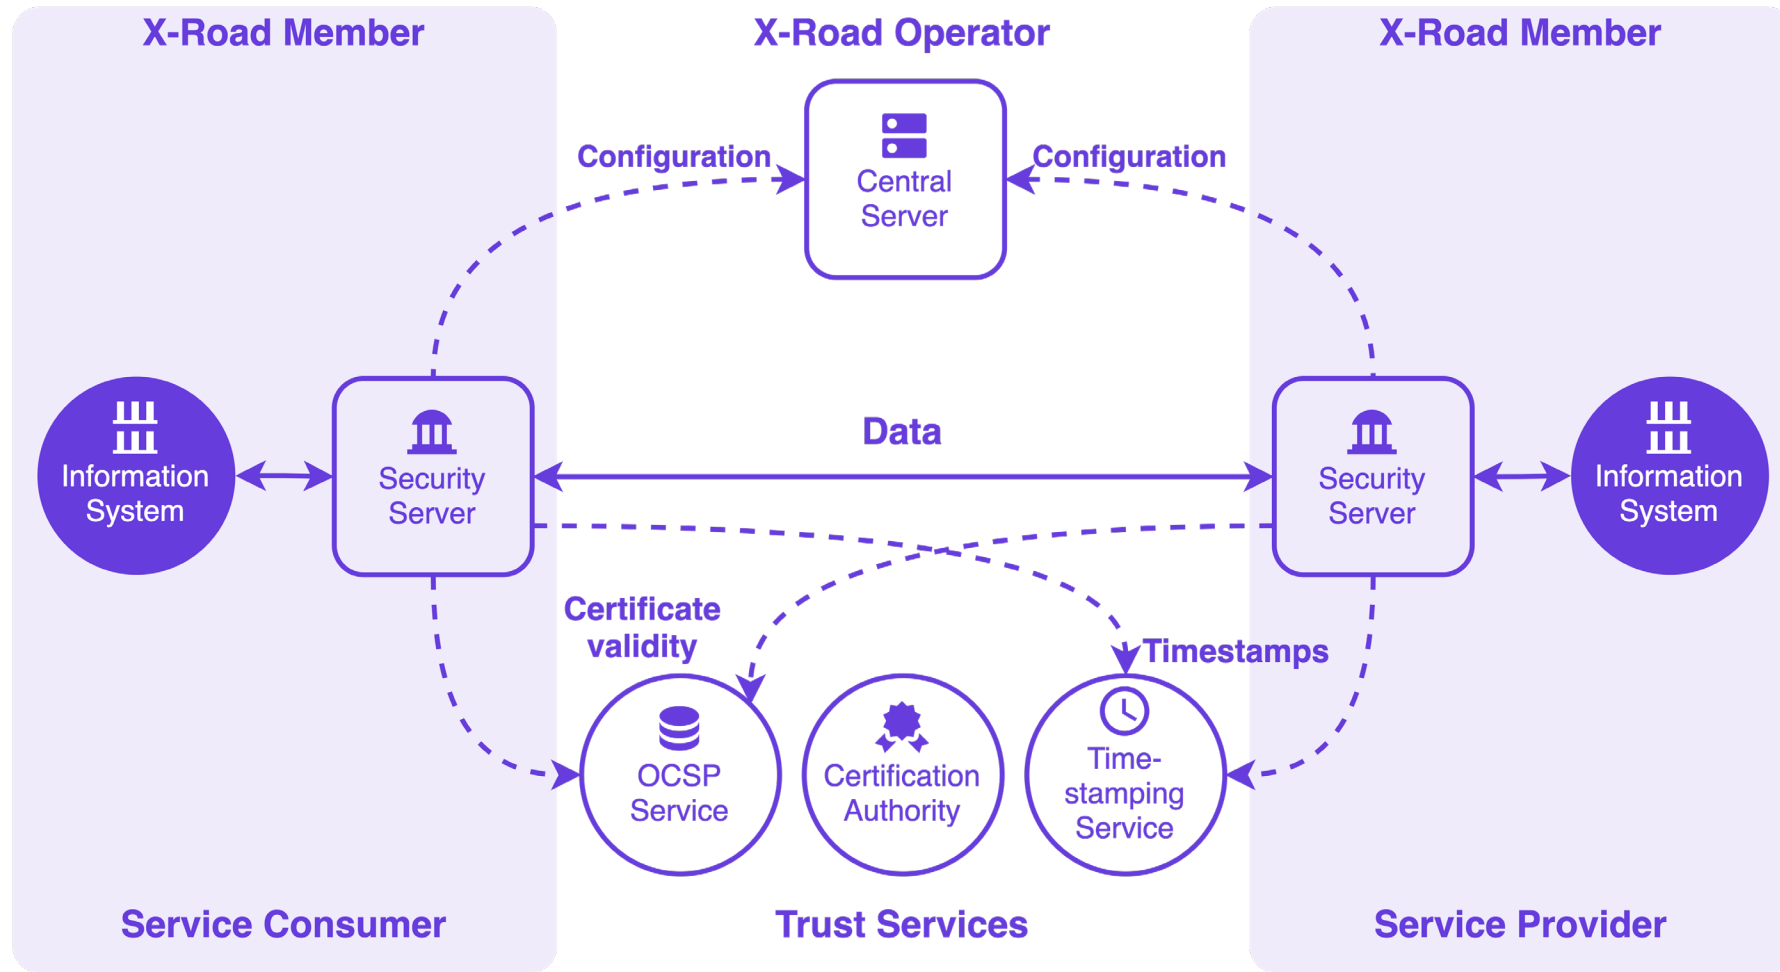 X-Road Member
X-Road Operator
X-Road Member
Configuration
Configuration
Central
Server
Information
System
Security
Server
Data
Security
Server
Information
System
Certificate
validity
Timestamps
OCSP
Service
Certification
Authority
Time-
stamping
Service
Service Consumer
Trust Services
Service Provider